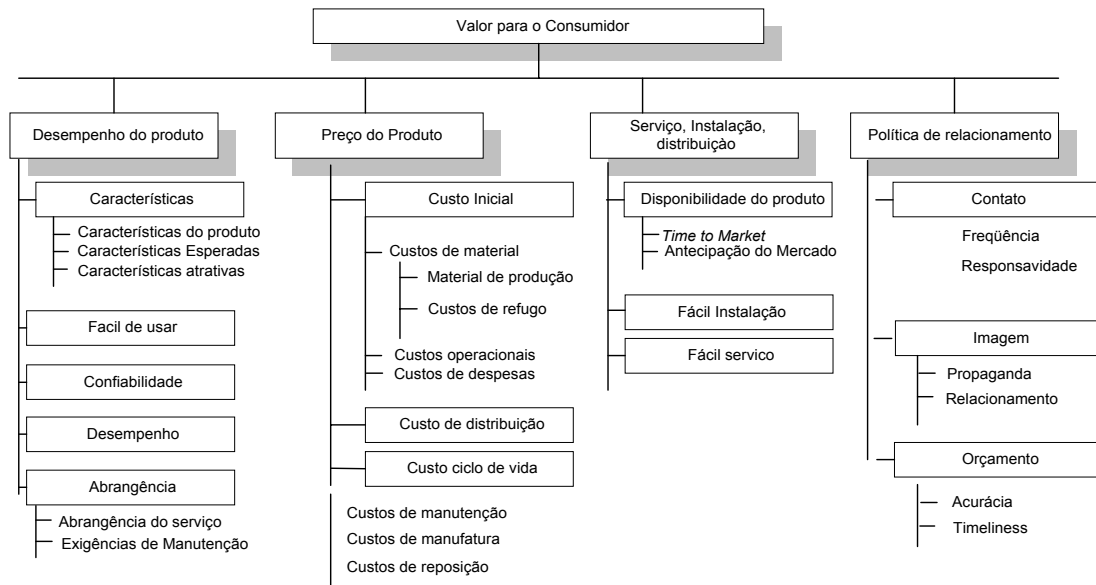 Valor para o Consumidor
Desempenho do produto
Características
Características do produto
Características Esperadas
Características atrativas
Facil de usar
Confiabilidade
Desempenho
Abrangência
Abrangência do serviço
Exigências de Manutenção
Preço do Produto
Custo Inicial
Custos de material
Material de produção
Custos de refugo
Custos operacionais
Custos de despesas
Custo de distribuição
Custo ciclo de vida
Custos de manutenção
Custos de manufatura
Custos de reposição
Serviço, Instalação,
distribuiçào
Disponibilidade do produto
Time to Market
Antecipação do Mercado
Fácil Instalação
Fácil servico
Política de relacionamento
Contato
Freqüência
Responsavidade
Imagem
Propaganda
Relacionamento
Orçamento
Acurácia
Timeliness